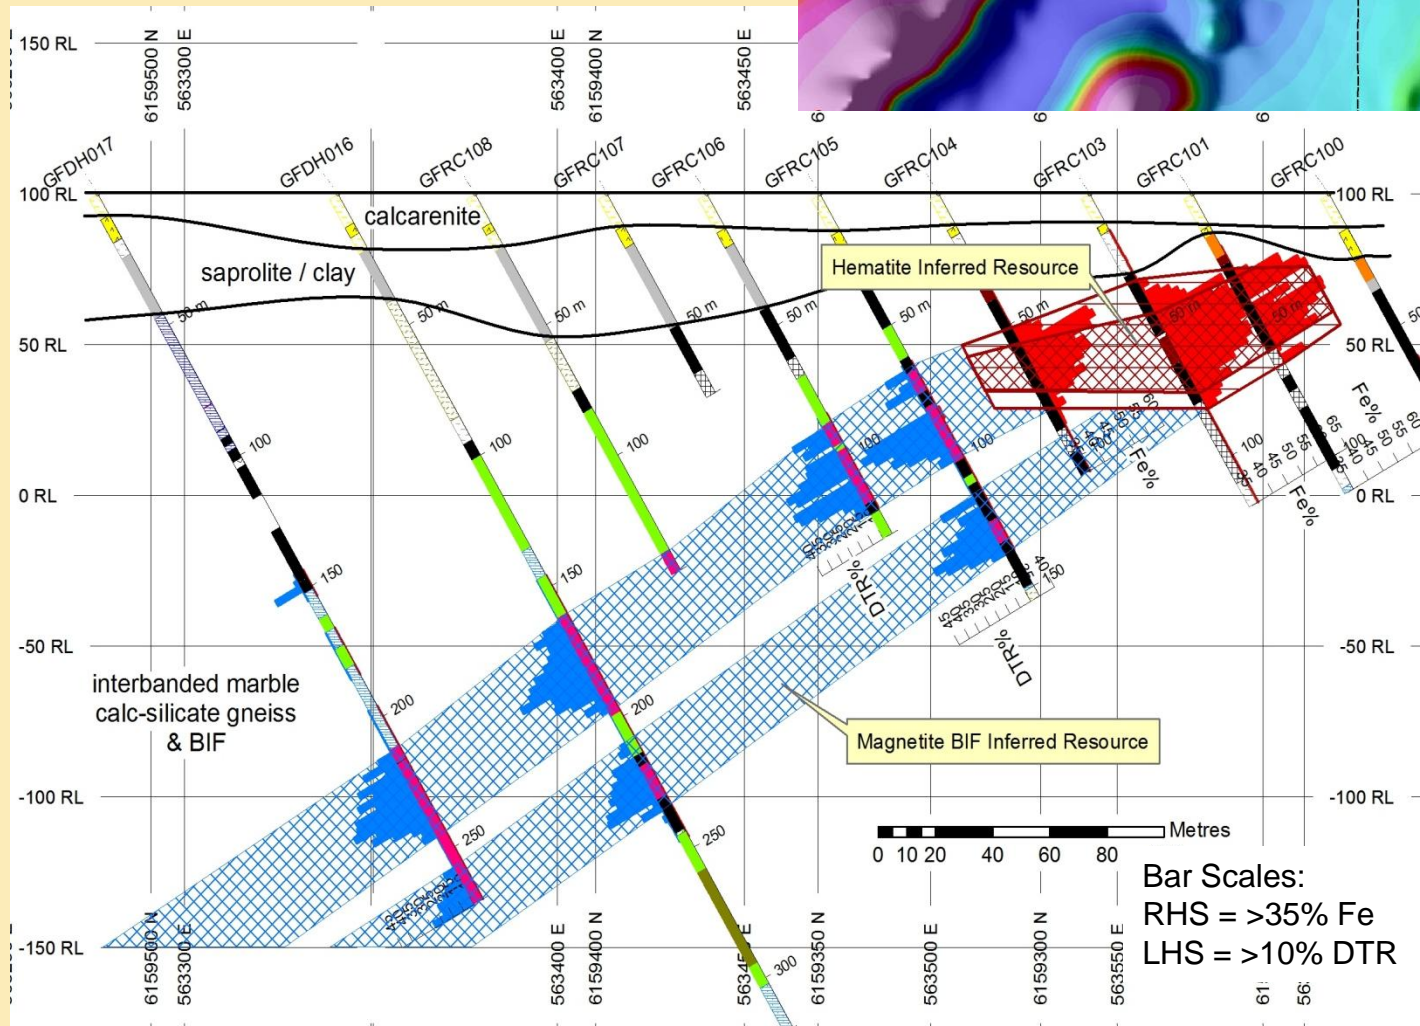 150 RL
6159500 N
563300 E
563400 E
6159400 N
563450 E
GFDH017
GFDH016
GFRC108
GFRC107
GFRC106
GFRC105
GFRC104
GFRC103
GFRC101
GFRC100
100 RL
100 RL
calcarenite
saprolite / clay
Hematite Inferred Resource
50 m
50 m
50 m
50 m
50 m
50 m
50 m
50 m
50 m
50 RL
50 RL
Fe%
Fe%
Fe%
100
100
100
100
100
100
100
100
0 RL
0 RL
150
150
150
DTR%
DTR%
-50 RL
-50 RL
interbanded marble
calc-silicate gneiss
& BIF
200
200
Magnetite BIF Inferred Resource
-100 RL
-100 RL
250
250
Metres
0 10 20 40 60 80
Bar Scales:
RHS = >35% Fe
LHS = >10% DTR
-150 RL
300
6159500 N
563300 E
563400 E
6159400 N
6159350 N
563500 E
6159300 N
563550 E